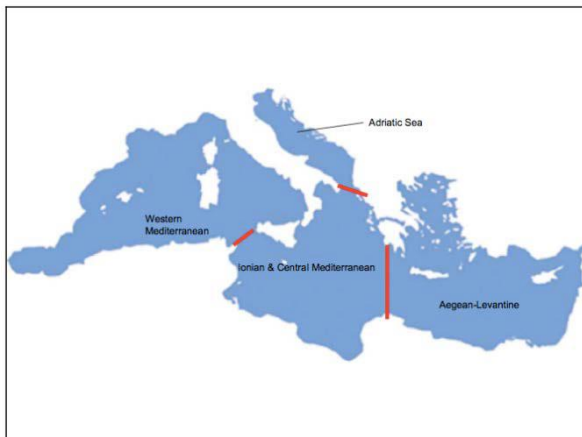 Adriatic Sea
Western
Mediterranean
Ionian & Central Mediterranean
Aegean-Levantine